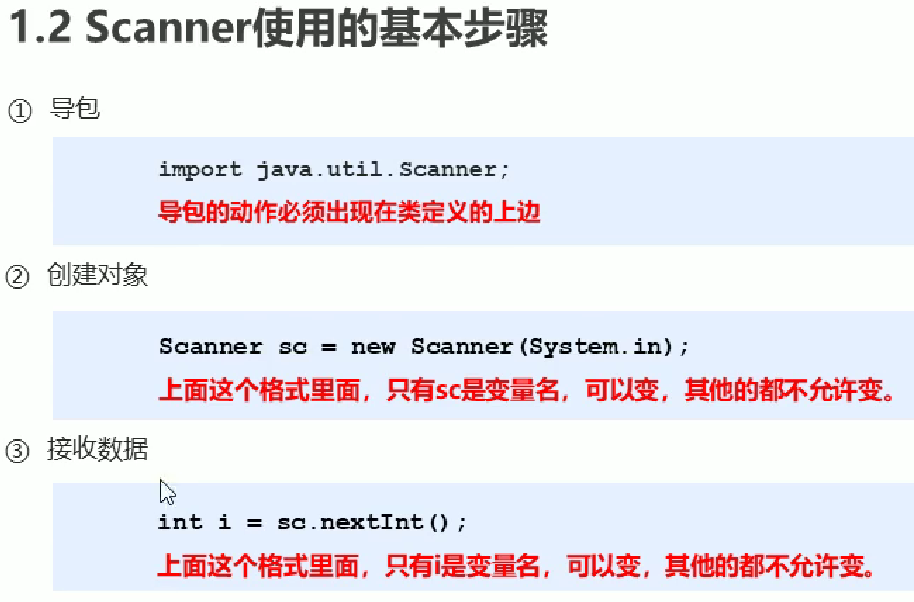 1.2 Scanner使用的基本步骤
① 导包
import java.util.Scanner;
导包的动作必须出现在类定义的上边
② 创建对象
Scanner sc = new Scanner(System.in);
上面这个格式里面，只有sc是变量名，可以变，其他的都不允许变。
③ 接收数据
int i = sc.nextInt();
上面这个格式里面，只有i是变量名，可以变，其他的都不允许变。